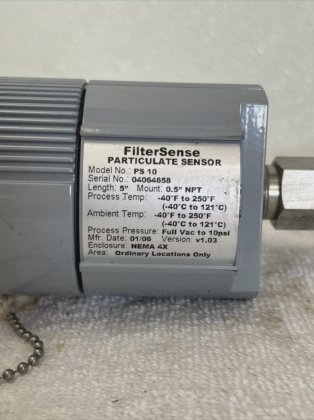 FilterSense
PARTICULATE SENSOR
Model No.: PS 10
Serial No.: 04064658
Length: 5" Mount: 0.5" NPT
Process Temp: -40°F to 250°F
(-40°C to 121°C)
Ambient Temp: -40°F to 250°F
(-40°C to 121°C)
Process Pressure: Full Vac to 10psi
Mfr. Date: 01/06 Version: v1.03
Enclosure: NEMA 4X
Area: Ordinary Locations Only